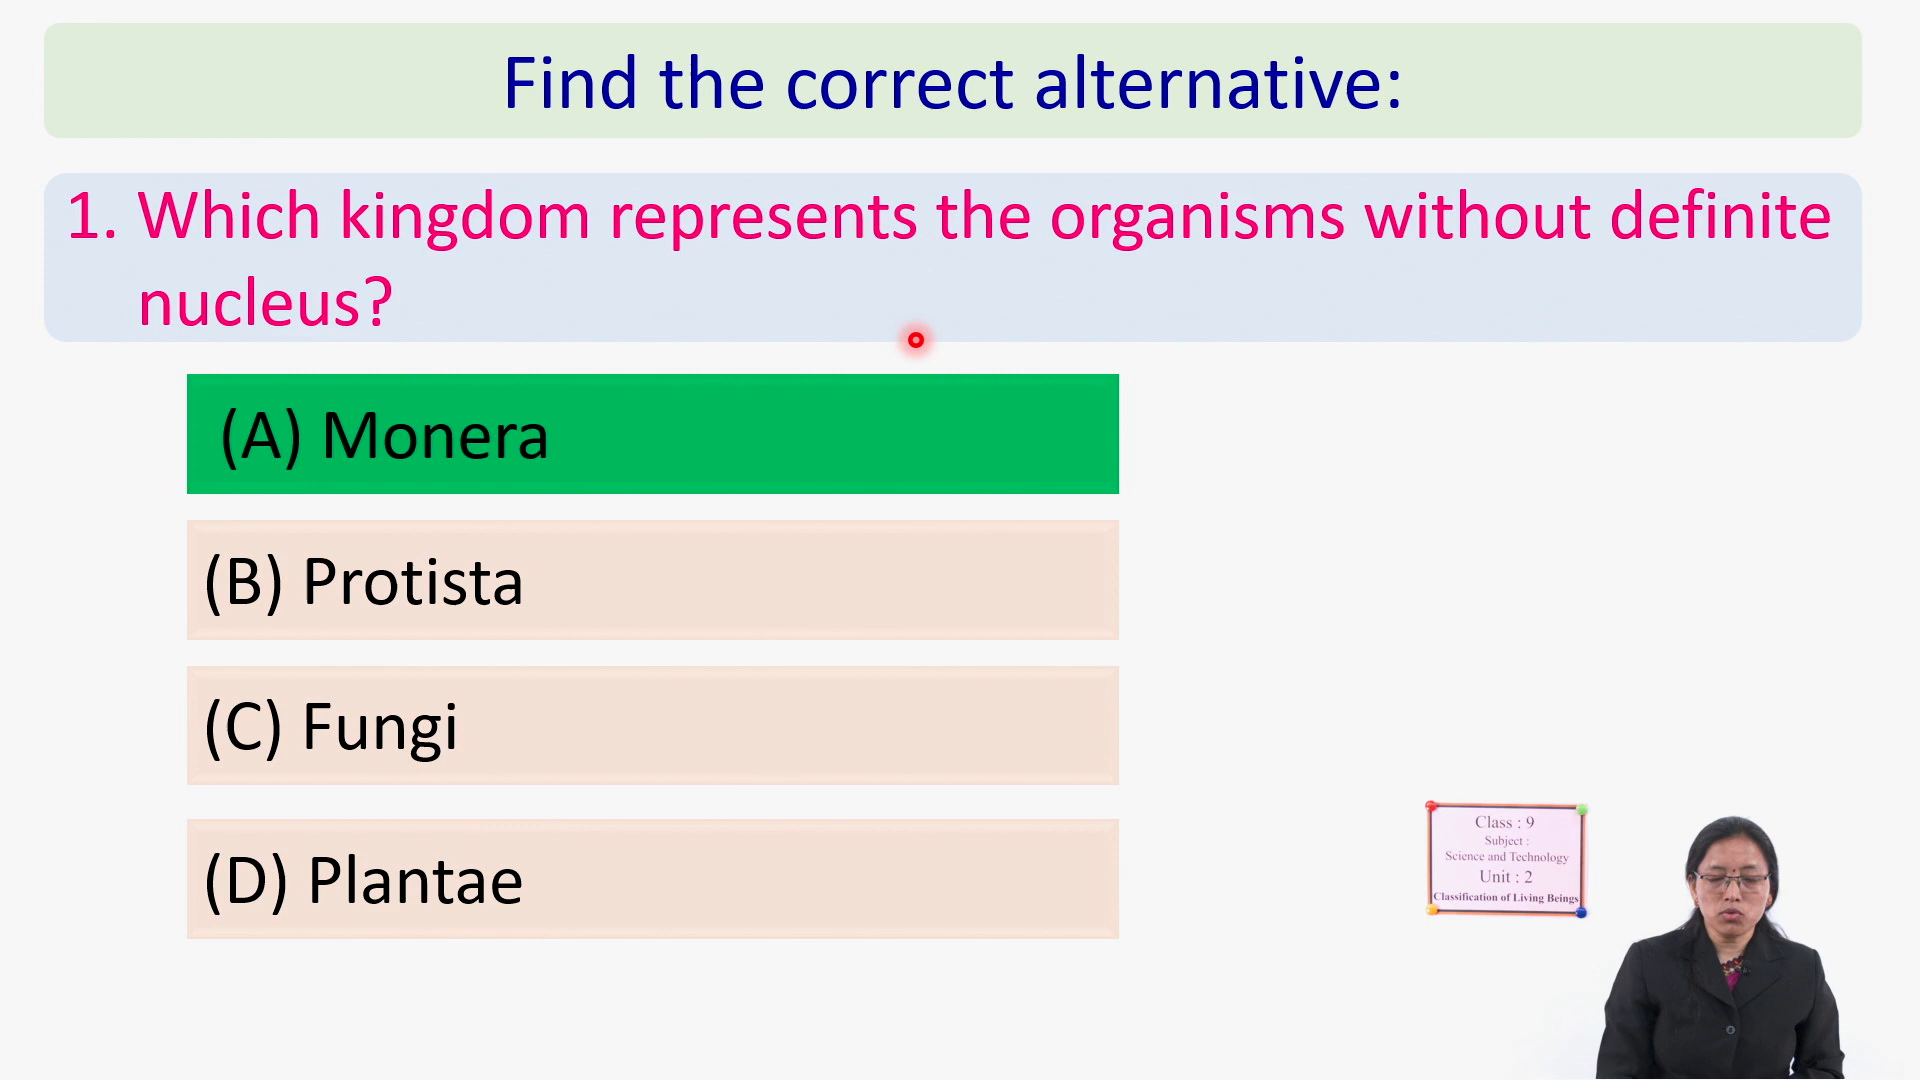 Find the correct alternative:
1. Which kingdom represents the organisms without definite
nucleus?
(A) Monera
(B) Protista
(C) Fungi
(D) Plantae
Class : 9
Subject :
Science and Technology
Unit : 2
Classification of Living Beings